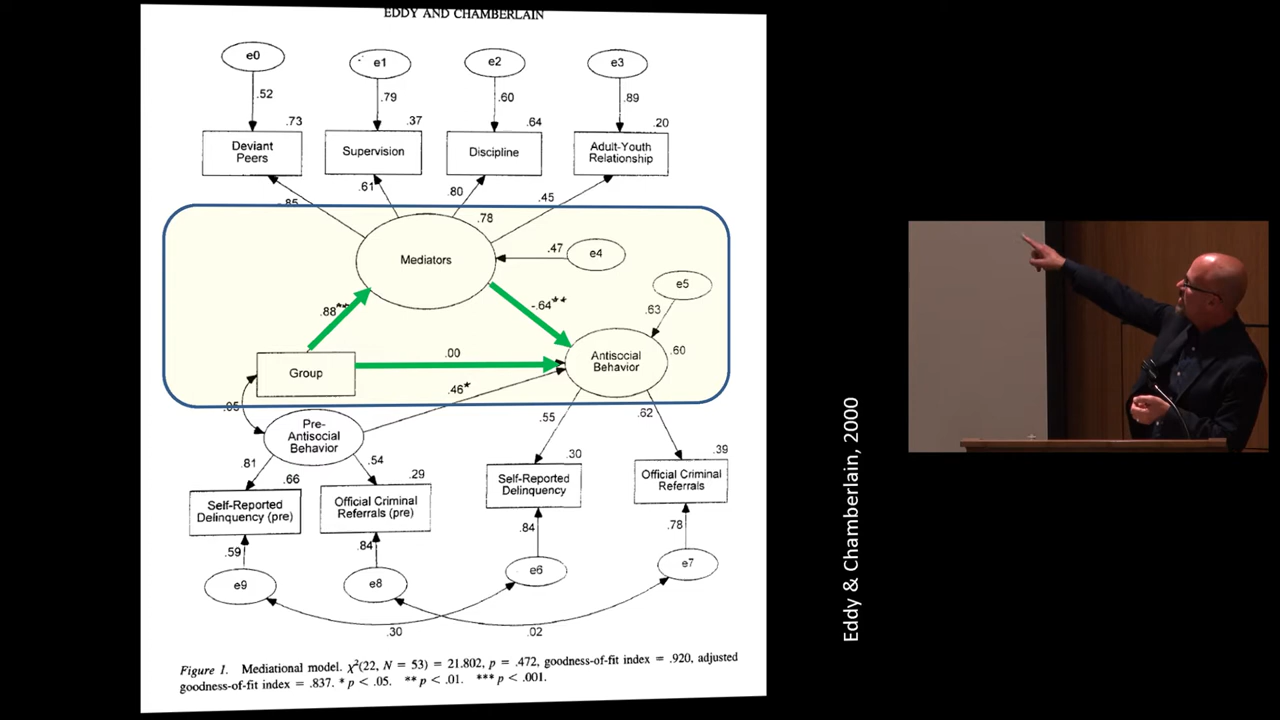 EDDY AND CHAMBERLAIN
e0
e1
e2
e3
.52
.79
.60
.89
.73
.37
.64
.20
Deviant
Peers
Supervision
Discipline
Adult-Youth
Relationship
.85
.61
.80
.45
.78
Mediators
.47
e4
e5
.88**
-.64**
.63
.00
.60
Group
Antisocial
Behavior
.46*
.05
Pre-
Antisocial
Behavior
.55
.62
.81
.54
.66
.29
.30
.39
Self-Reported
Delinquency (pre)
Official Criminal
Referrals (pre)
Self-Reported
Delinquency
Official Criminal
Referrals
.59
.84
.84
.78
e9
e8
e6
e7
.30
.02
Figure 1. Mediational model. χ²(22, N = 53) = 21.802, p = .472, goodness-of-fit index = .920, adjusted
goodness-of-fit index = .837. * p < .05. ** p < .01. *** p < .001.
Eddy & Chamberlain, 2000